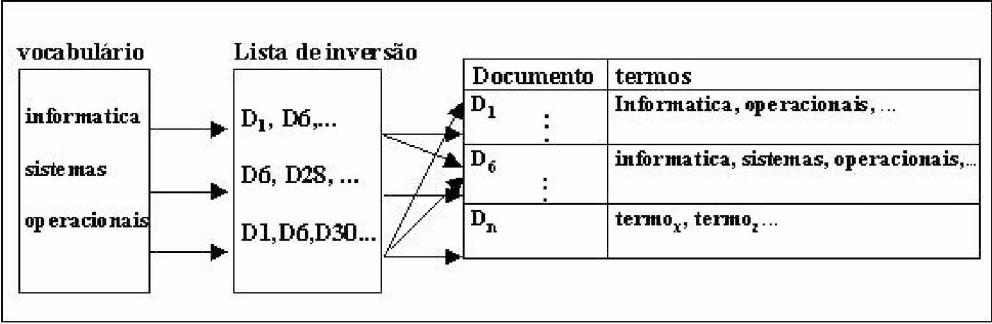 vocabulário
informatica
sistemas
operacionais
Lista de inversão
D1, D6,...
D6, D28, ...
D1,D6,D30...
Documento termos
D1 Informatica, operacionais, ...
⋮
D6 informatica, sistemas, operacionais,...
⋮
Dn termox, termoz...